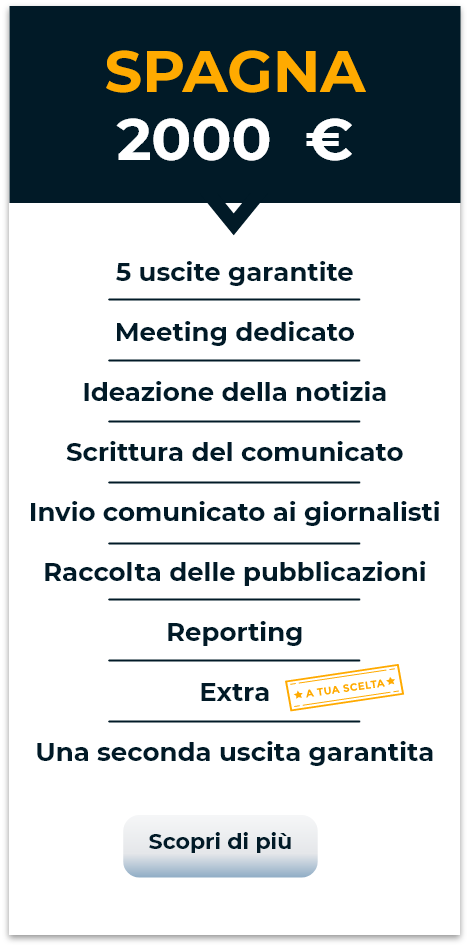 SPAGNA
2000 €
5 uscite garantite
Meeting dedicato
Ideazione della notizia
Scrittura del comunicato
Invio comunicato ai giornalisti
Raccolta delle pubblicazioni
Reporting
Extra
A TUA SCELTA
Una seconda uscita garantita
Scopri di più